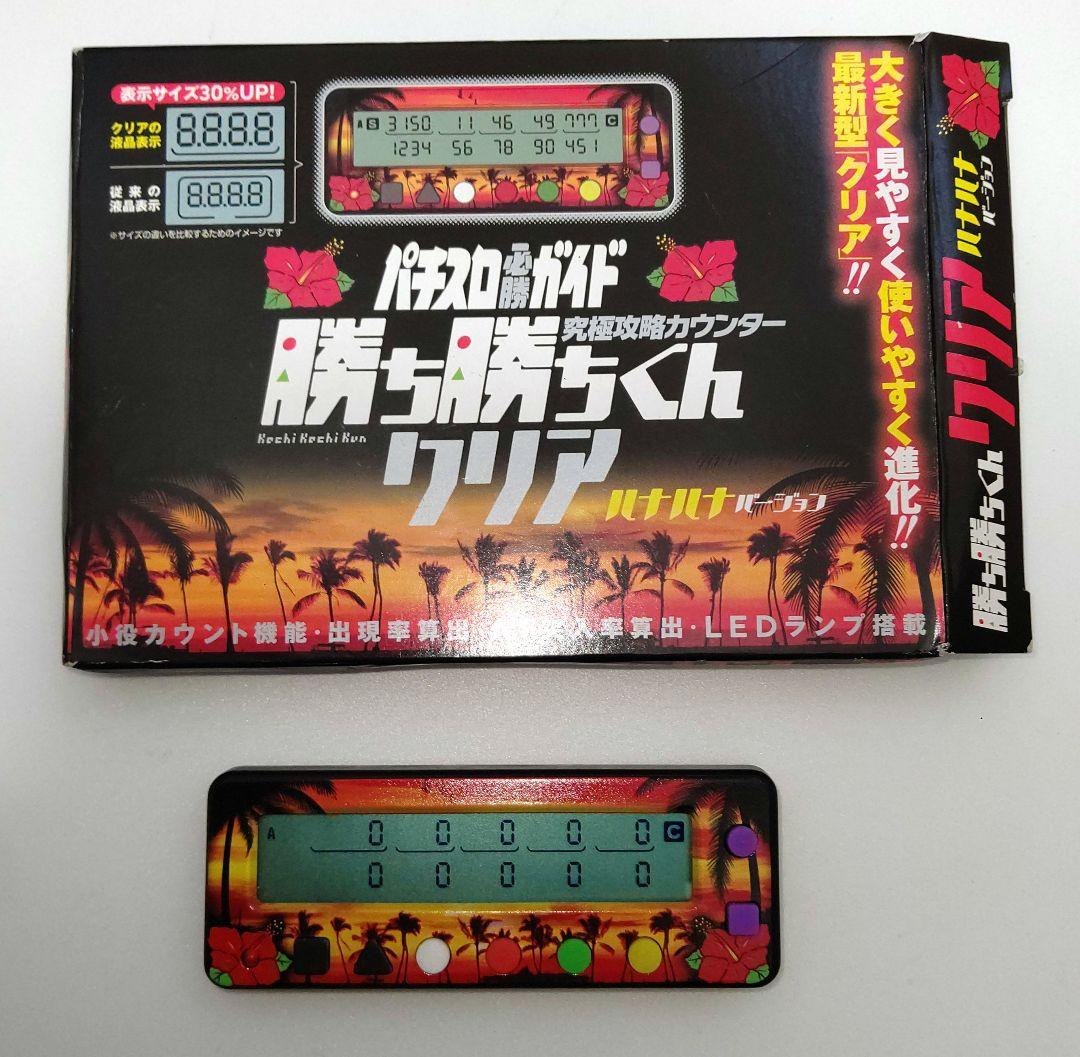 表示サイズ30%UP!
クリアの
液晶表示
8.8.8.8
従来の
液晶表示
8.8.8.8
※サイズの違いを比較するためのイメージです
A S 3150 11 46 49 777 C
1234 56 78 90 451
大きく見やすく使いやすく進化!!
最新型「クリア」!!
パチスロ必勝ガイド
究極攻略カウンター
勝ち勝ちくん
Kachi Kachi Kun
クリア
ハナハナバージョン
小役カウント機能・出現率算出 入率算出・LEDランプ搭載
勝ち勝ちくん クリア ハナハナ バージョン
A 0 0 0 0 0 C
0 0 0 0 0